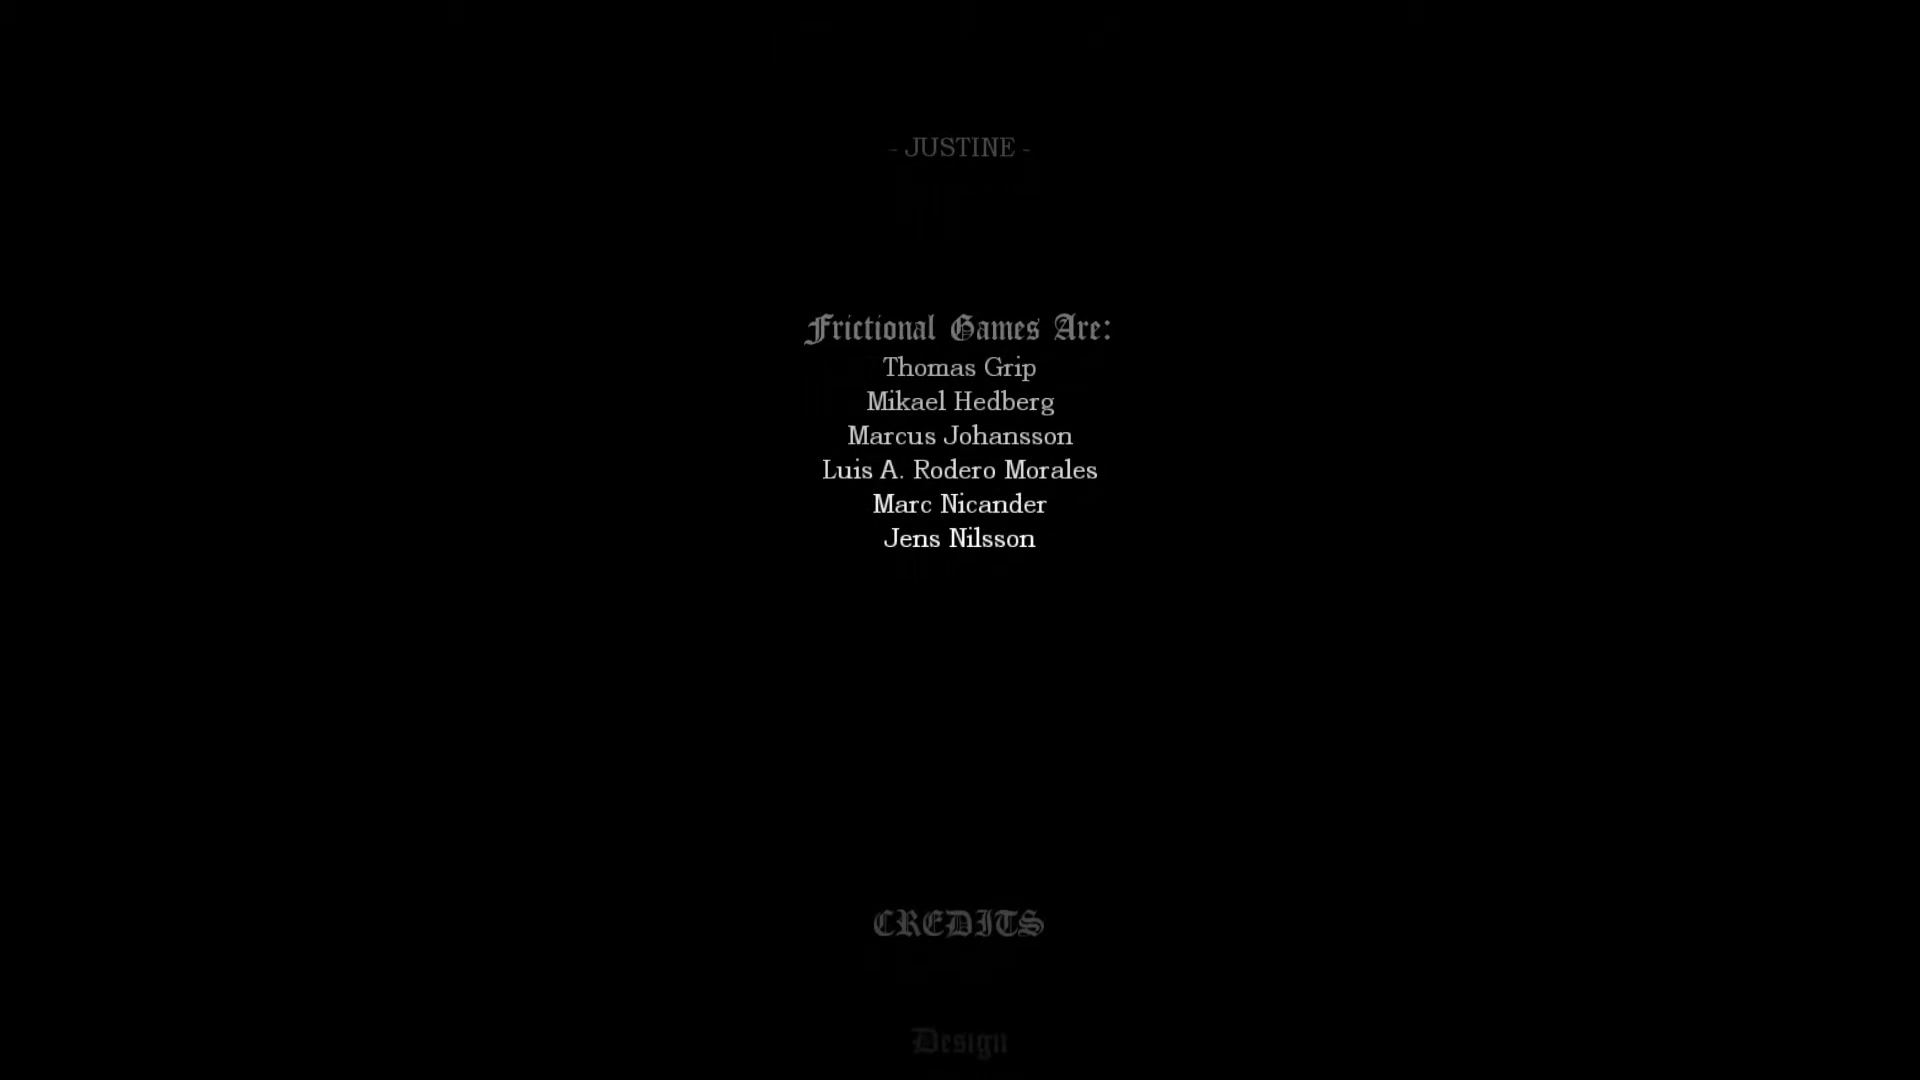 - JUSTINE -
Frictional Games Are:
Thomas Grip
Mikael Hedberg
Marcus Johansson
Luis A. Rodero Morales
Marc Nicander
Jens Nilsson
CREDITS
Design